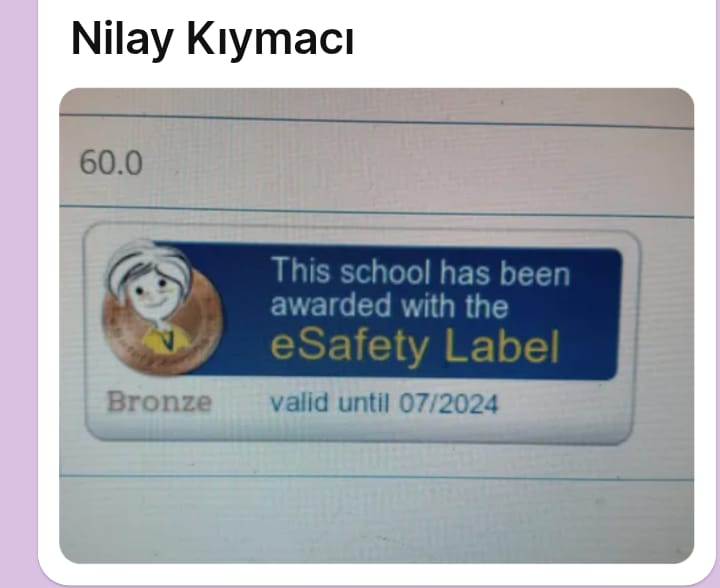 Nilay Kıymacı
60.0
This school has been
awarded with the
eSafety Label
Bronze
valid until 07/2024